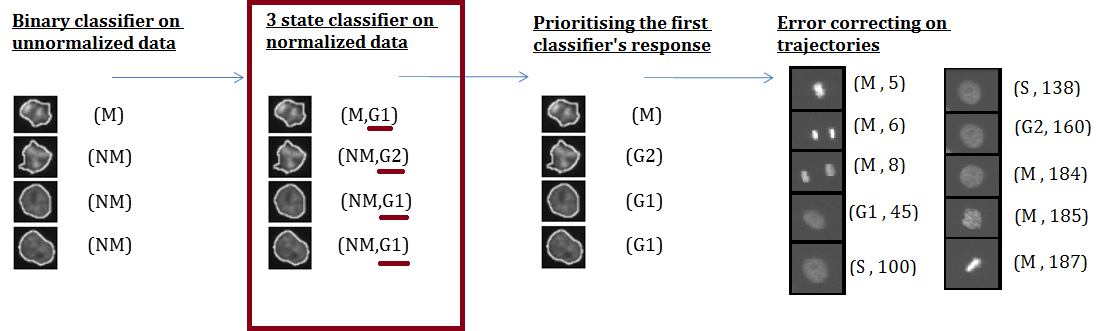 Binary classifier on
unnormalized data
(M)
(NM)
(NM)
(NM)
3 state classifier on
normalized data
(M,G1)
(NM,G2)
(NM,G1)
(NM,G1)
Prioritising the first
classifier's response
(M)
(G2)
(G1)
(G1)
Error correcting on
trajectories
(M , 5)
(M , 6)
(M , 8)
(G1 , 45)
(S , 100)
(S , 138)
(G2, 160)
(M , 184)
(M , 185)
(M , 187)